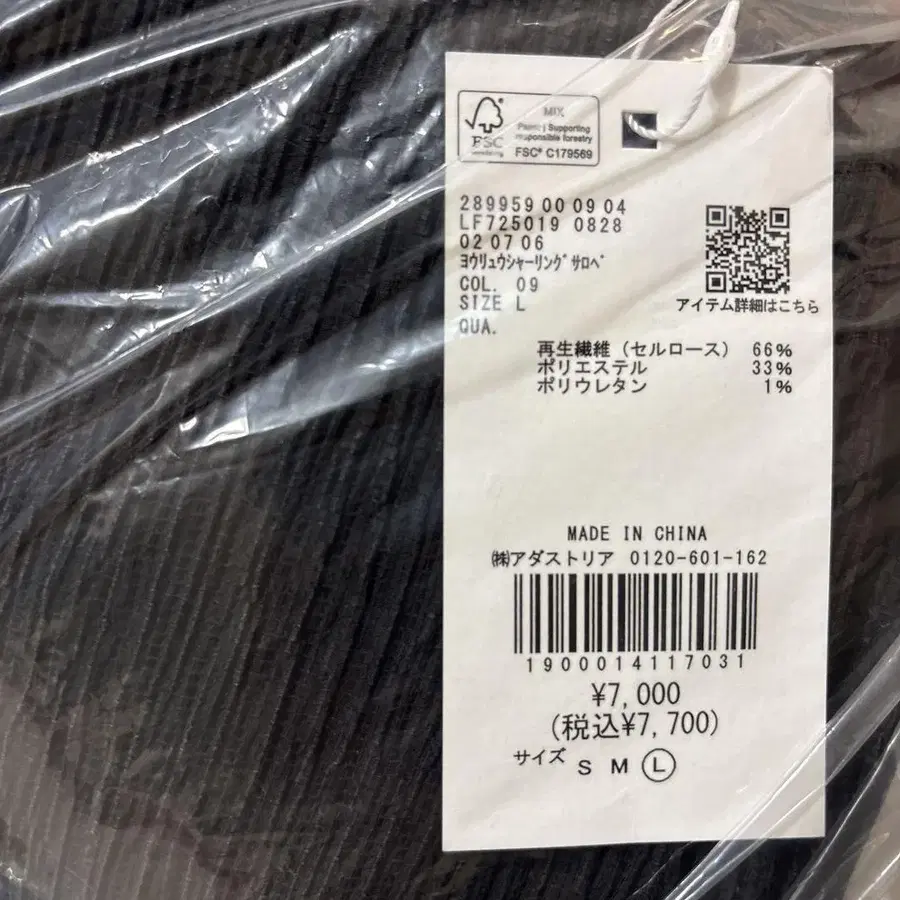 FSC
MIX
Supporting
responsible forestry
FSC® C179569
289959 00 09 04
LF725019 0828
02 07 06
ﾖｳﾘｭｳｼｬｰﾘﾝｸﾞｻﾛﾍﾟ
COL. 09
SIZE L
QUA.
アイテム詳細はこちら
再生繊維（セルロース） 66%
ポリエステル 33%
ポリウレタン 1%
MADE IN CHINA
㈱アダストリア 0120-601-162
1900014117031
¥7,000
(税込¥7,700)
サイズ S M L